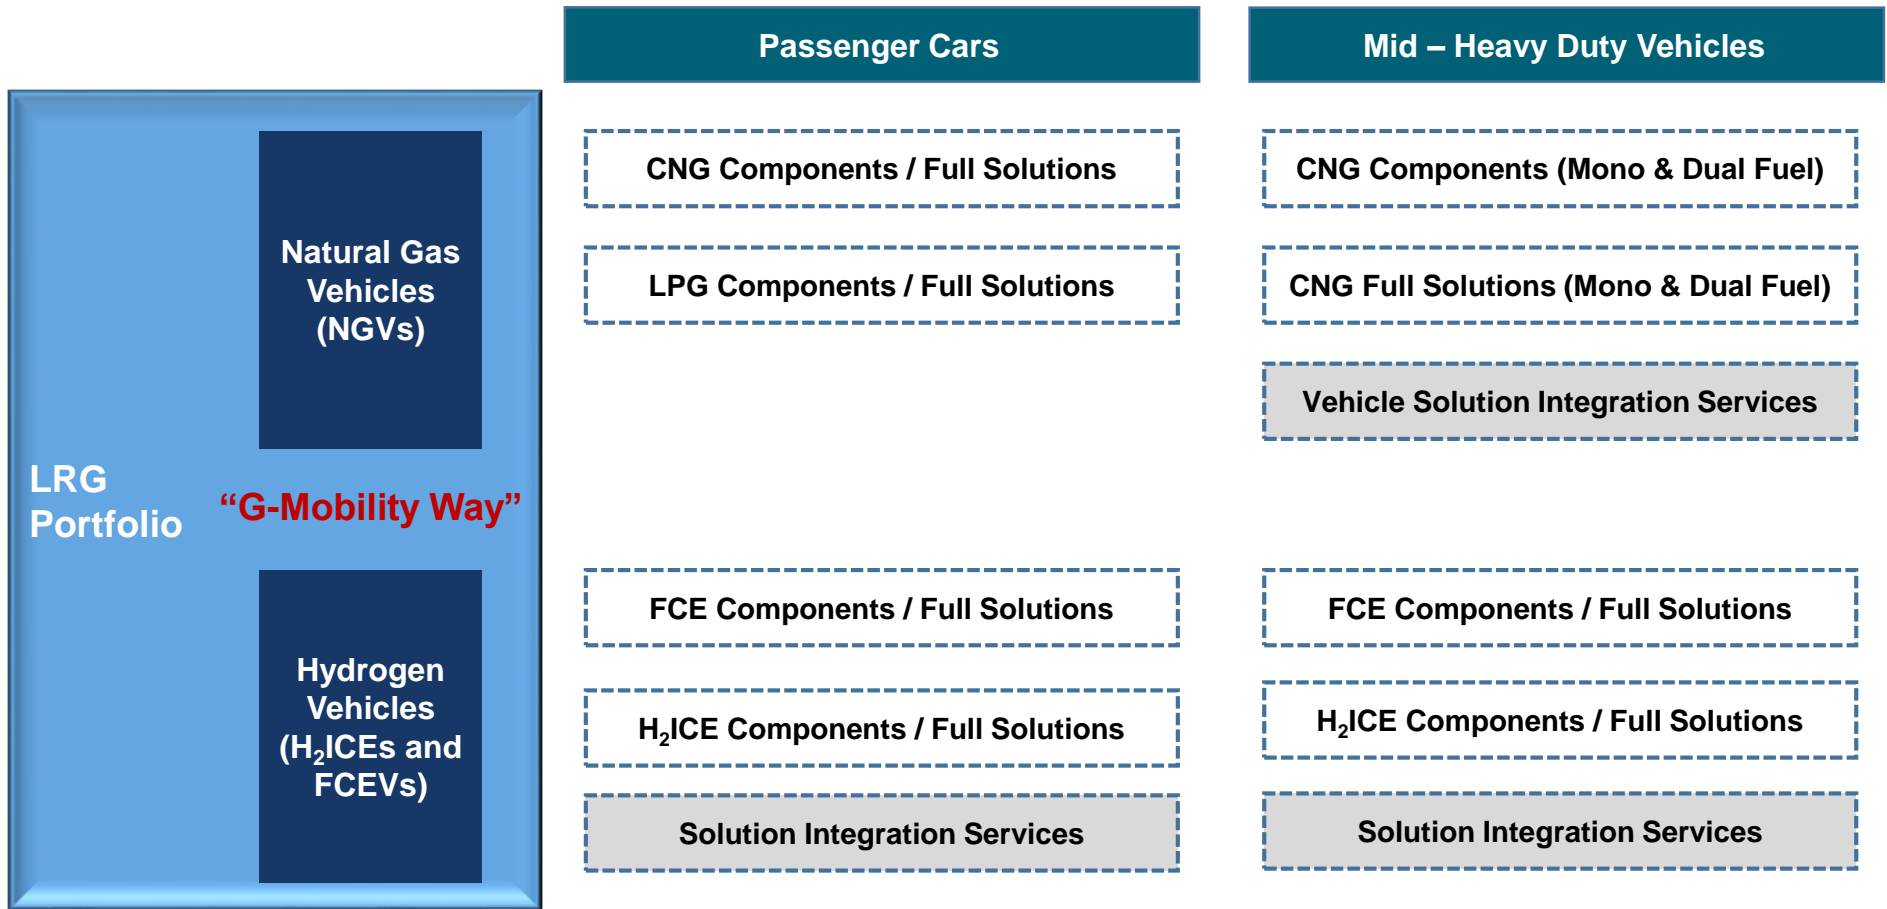 Passenger Cars
Mid – Heavy Duty Vehicles
LRG
Portfolio
Natural Gas
Vehicles
(NGVs)
“G-Mobility Way”
Hydrogen
Vehicles
(H₂ICEs and
FCEVs)
CNG Components / Full Solutions
CNG Components (Mono & Dual Fuel)
LPG Components / Full Solutions
CNG Full Solutions (Mono & Dual Fuel)
Vehicle Solution Integration Services
FCE Components / Full Solutions
FCE Components / Full Solutions
H₂ICE Components / Full Solutions
H₂ICE Components / Full Solutions
Solution Integration Services
Solution Integration Services